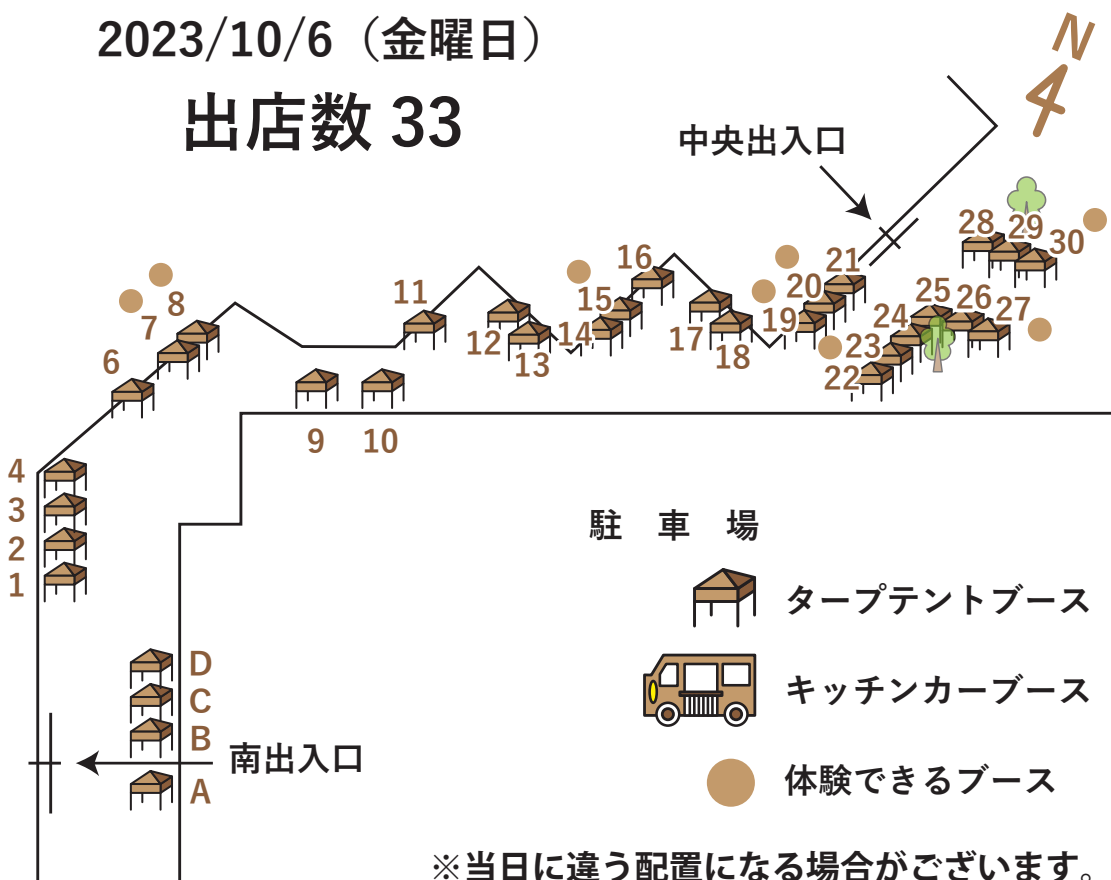 2023/10/6（金曜日）
出店数 33
N
中央出入口
28 29 30
21
20
19
25 26 27
24
23
22
16
15
14
17
18
11
12
13
8
7
6
9 10
4
3
2
1
駐 車 場
タープテントブース
キッチンカーブース
体験できるブース
D
C
B
A
南出入口
※当日に違う配置になる場合がございます。